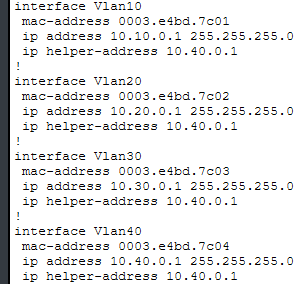 interface Vlan10
 mac-address 0003.e4bd.7c01
 ip address 10.10.0.1 255.255.255.0
 ip helper-address 10.40.0.1
!
interface Vlan20
 mac-address 0003.e4bd.7c02
 ip address 10.20.0.1 255.255.255.0
 ip helper-address 10.40.0.1
!
interface Vlan30
 mac-address 0003.e4bd.7c03
 ip address 10.30.0.1 255.255.255.0
 ip helper-address 10.40.0.1
!
interface Vlan40
 mac-address 0003.e4bd.7c04
 ip address 10.40.0.1 255.255.255.0
 ip helper-address 10.40.0.1